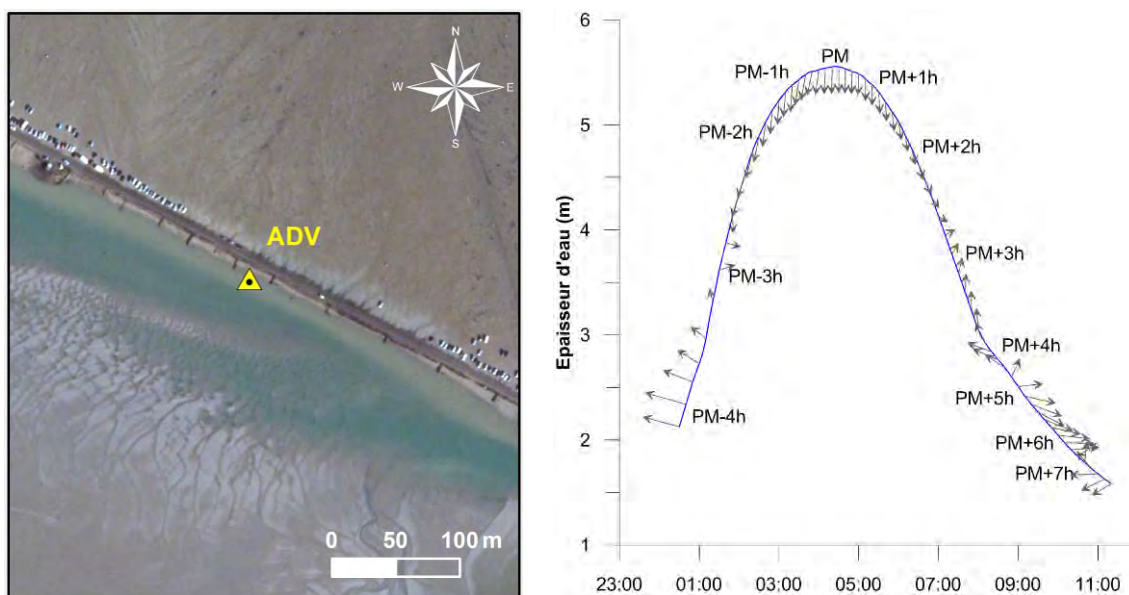 N
W
E
S
ADV
0
50
100 m
Epaisseur d'eau (m)
6
5
4
3
2
1
PM
PM-1h
PM+1h
PM-2h
PM+2h
PM-3h
PM+3h
PM+4h
PM-4h
PM+5h
PM+6h
PM+7h
23:00
01:00
03:00
05:00
07:00
09:00
11:00